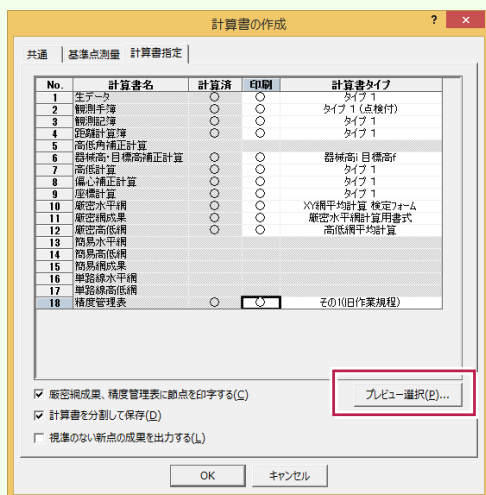 計算書の作成 ? ×
共通 基準点測量 計算書指定
No. 計算書名 計算済 印刷 計算書タイプ
1 生データ ○ ○ タイプ 1
2 観測手簿 ○ ○ タイプ 1 (点検付)
3 観測記簿 ○ ○ タイプ 1
4 距離計算簿 ○ ○ タイプ 1
5 高低角補正計算
6 器械高・目標高補正計算 ○ ○ 器械高i 目標高f
7 高低計算 ○ ○ タイプ 1
8 偏心補正計算 ○ ○ タイプ 1
9 座標計算 ○ ○ タイプ 1
10 厳密水平網 ○ ○ XY網平均計算 検定フォーム
11 厳密網成果 ○ ○ 厳密水平網計算用書式
12 厳密高低網 ○ ○ 高低網平均計算
13 簡易水平網
14 簡易高低網
15 簡易網成果
16 単路線水平網
17 単路線高低網
18 精度管理表 ○ ○ その1(旧作業規程)
厳密網成果、精度管理表に節点を印字する(C)
プレビュー選択(P)...
計算書を分割して保存(D)
視準のない新点の成果を出力する(L)
OK キャンセル